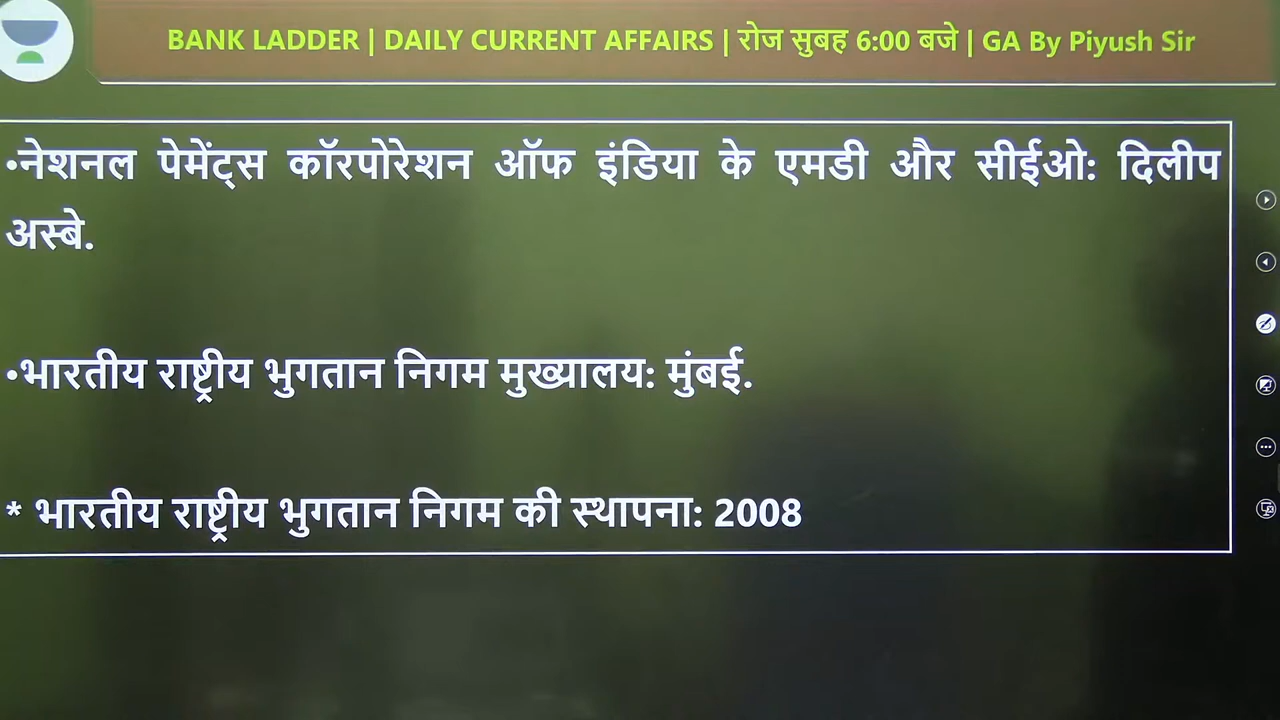 BANK LADDER | DAILY CURRENT AFFAIRS | रोज सुबह 6:00 बजे | GA By Piyush Sir
•नेशनल पेमेंट्स कॉरपोरेशन ऑफ इंडिया के एमडी और सीईओ: दिलीप
अस्बे.
•भारतीय राष्ट्रीय भुगतान निगम मुख्यालय: मुंबई.
* भारतीय राष्ट्रीय भुगतान निगम की स्थापना: 2008